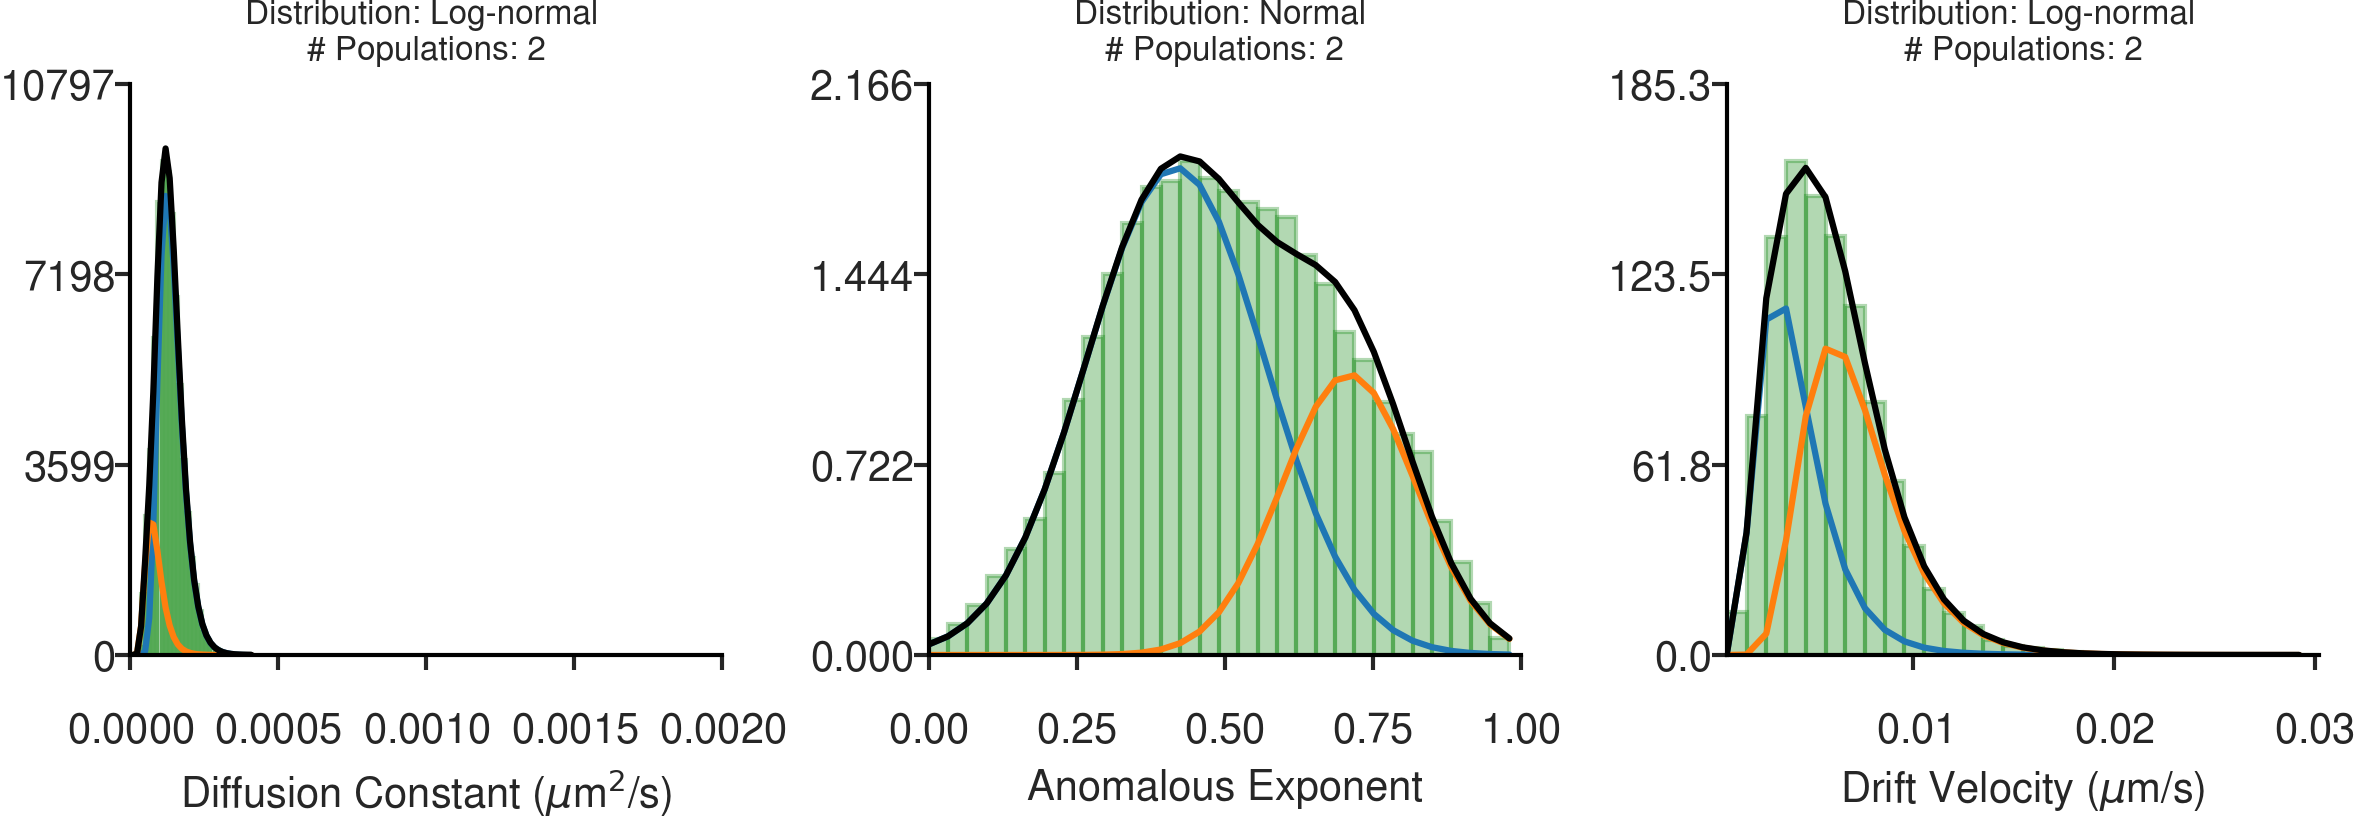 Distribution: Log-normal
# Populations: 2
10797
7198
3599
0
0.0000 0.0005 0.0010 0.0015 0.0020
Diffusion Constant (μm²/s)
Distribution: Normal
# Populations: 2
2.166
1.444
0.722
0.000
0.00 0.25 0.50 0.75 1.00
Anomalous Exponent
Distribution: Log-normal
# Populations: 2
185.3
123.5
61.8
0.0
0.01 0.02 0.03
Drift Velocity (μm/s)